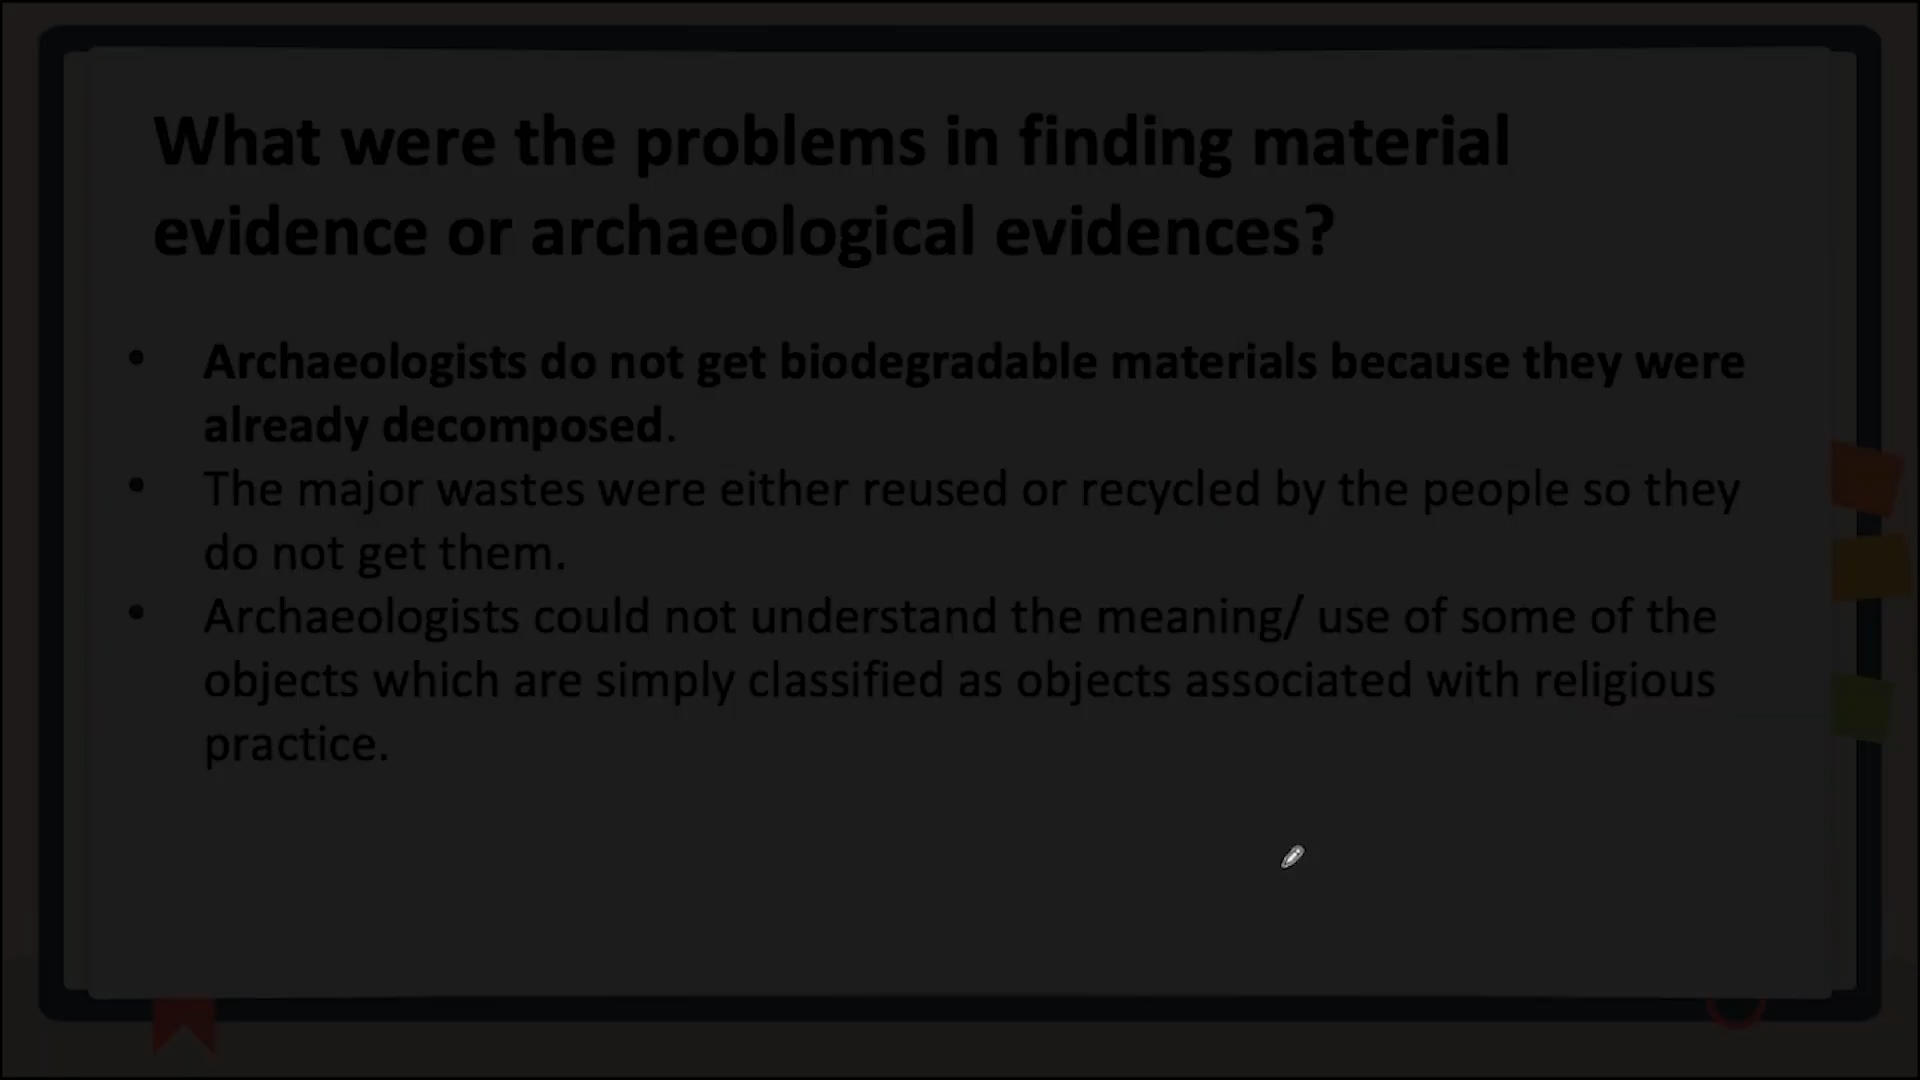 What were the problems in finding material
evidence or archaeological evidences?
• Archaeologists do not get biodegradable materials because they were
already decomposed.
• The major wastes were either reused or recycled by the people so they
do not get them.
• Archaeologists could not understand the meaning/ use of some of the
objects which are simply classified as objects associated with religious
practice.